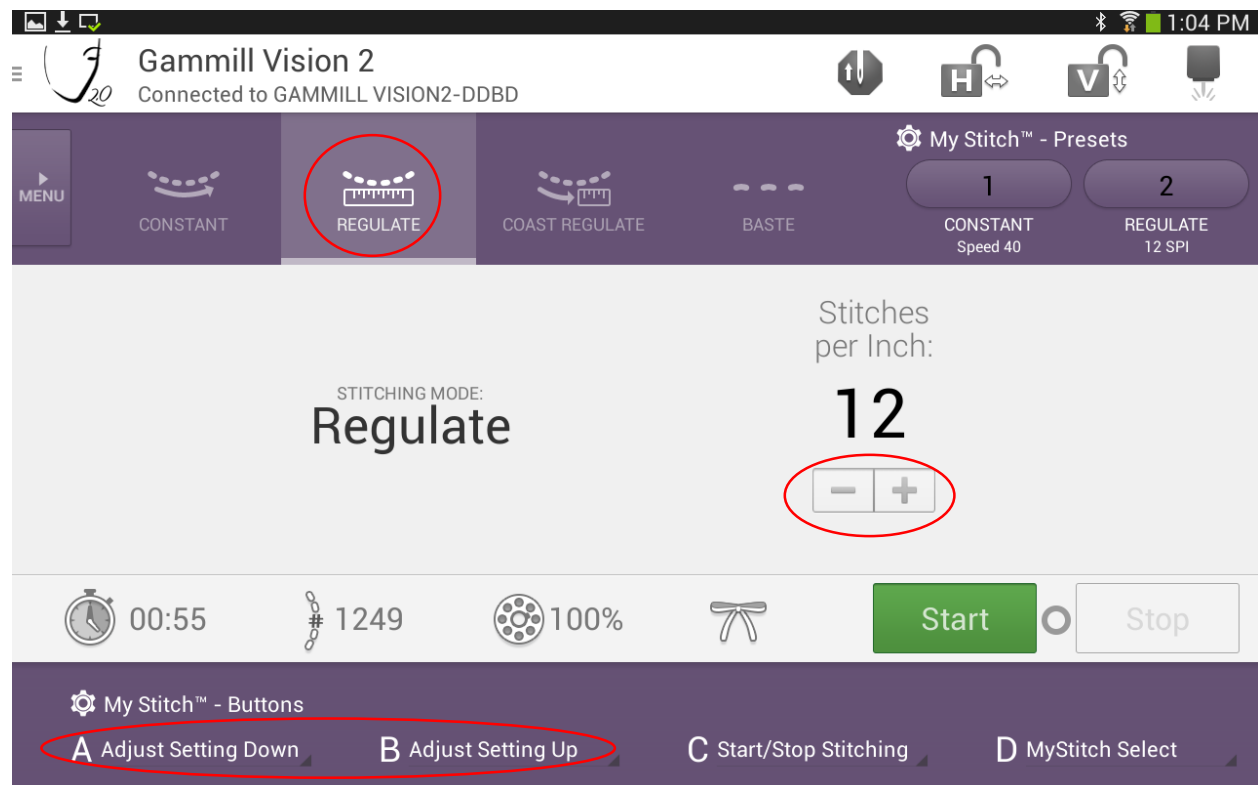 1:04 PM
20
Gammill Vision 2
Connected to GAMMILL VISION2-DDBD
H
V
MENU
CONSTANT
REGULATE
COAST REGULATE
BASTE
My Stitch™ - Presets
1
2
CONSTANT
REGULATE
Speed 40
12 SPI
Stitches
per Inch:
STITCHING MODE:
Regulate
12
00:55
# 1249
100%
Start
Stop
My Stitch™ - Buttons
A Adjust Setting Down
B Adjust Setting Up
C Start/Stop Stitching
D MyStitch Select